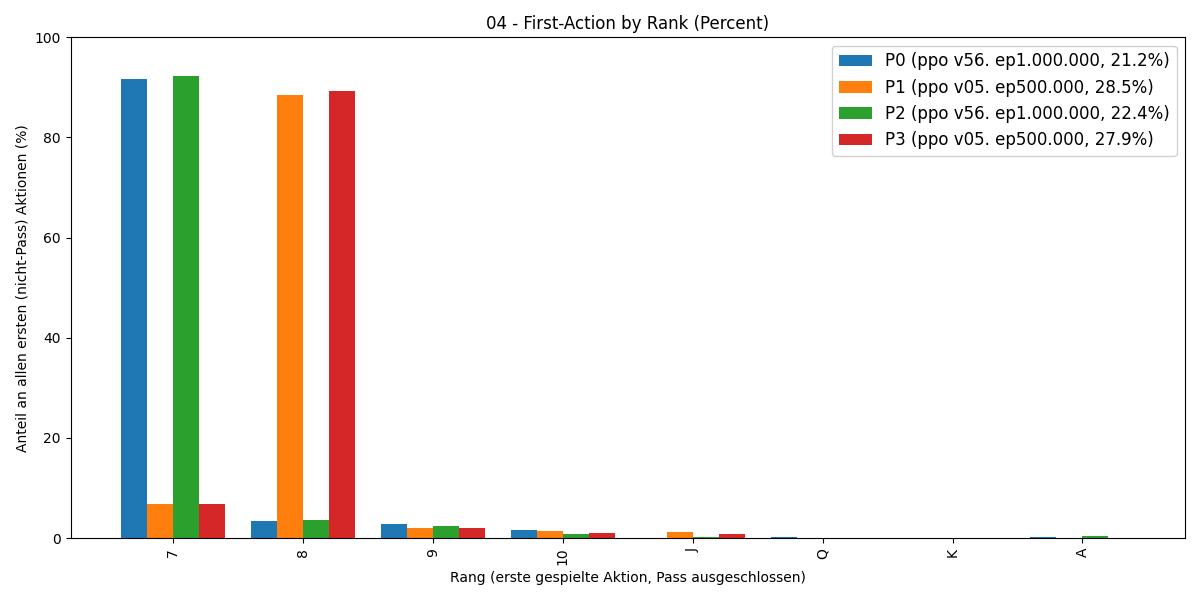 04 - First-Action by Rank (Percent)
P0 (ppo v56. ep1.000.000, 21.2%)
P1 (ppo v05. ep500.000, 28.5%)
P2 (ppo v56. ep1.000.000, 22.4%)
P3 (ppo v05. ep500.000, 27.9%)
Anteil an allen ersten (nicht-Pass) Aktionen (%)
100
80
60
40
20
0
7
8
9
10
J
Q
K
A
Rang (erste gespielte Aktion, Pass ausgeschlossen)